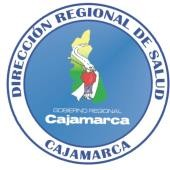 DIRECCIÓN REGIONAL DE SALUD
GOBIERNO REGIONAL
Cajamarca
CAJAMARCA